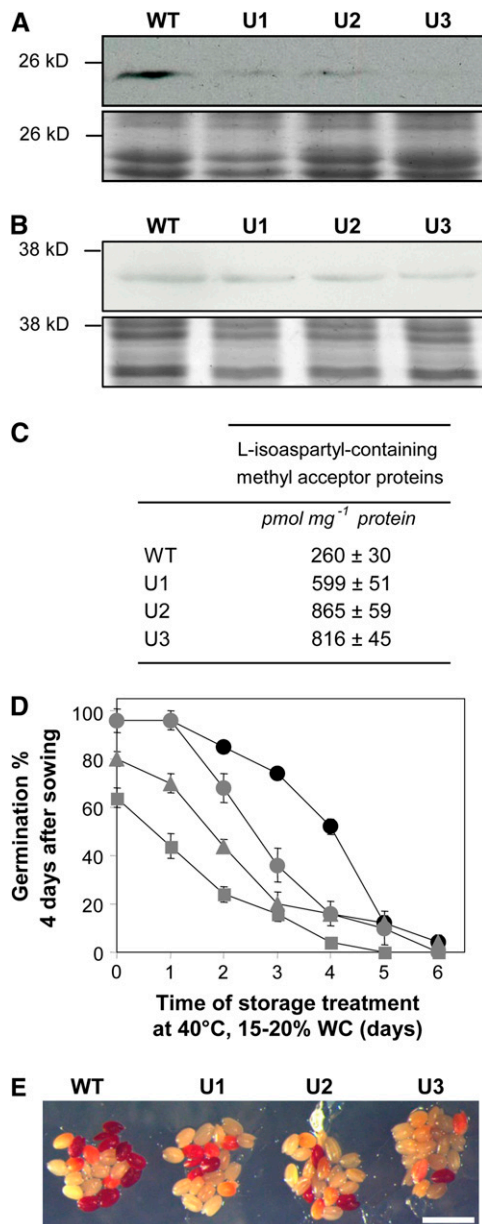 A
WT U1 U2 U3
26 kD
26 kD
B
WT U1 U2 U3
38 kD
38 kD
C
L-isoaspartyl-containing
methyl acceptor proteins
pmol mg⁻¹ protein
WT 260 ± 30
U1 599 ± 51
U2 865 ± 59
U3 816 ± 45
D
Germination %
4 days after sowing
100
80
60
40
20
0
0 1 2 3 4 5 6
Time of storage treatment
at 40°C, 15-20% WC (days)
E
WT U1 U2 U3